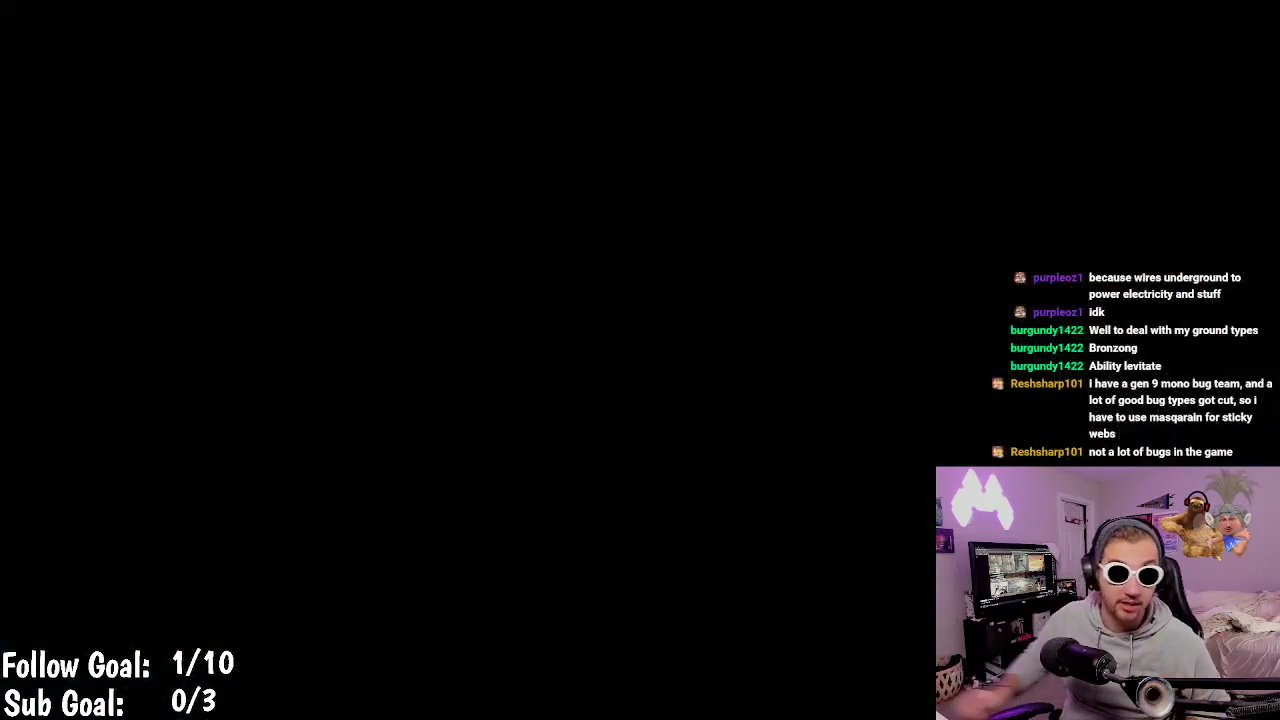 purpleoz1 because wires underground to
power electricity and stuff
purpleoz1 idk
burgundy1422 Well to deal with my ground types
burgundy1422 Bronzong
burgundy1422 Ability levitate
Reshsharp101 I have a gen 9 mono bug team, and a
lot of good bug types got cut, so i
have to use masqarain for sticky
webs
Reshsharp101 not a lot of bugs in the game
Follow Goal: 1/10
Sub Goal: 0/3